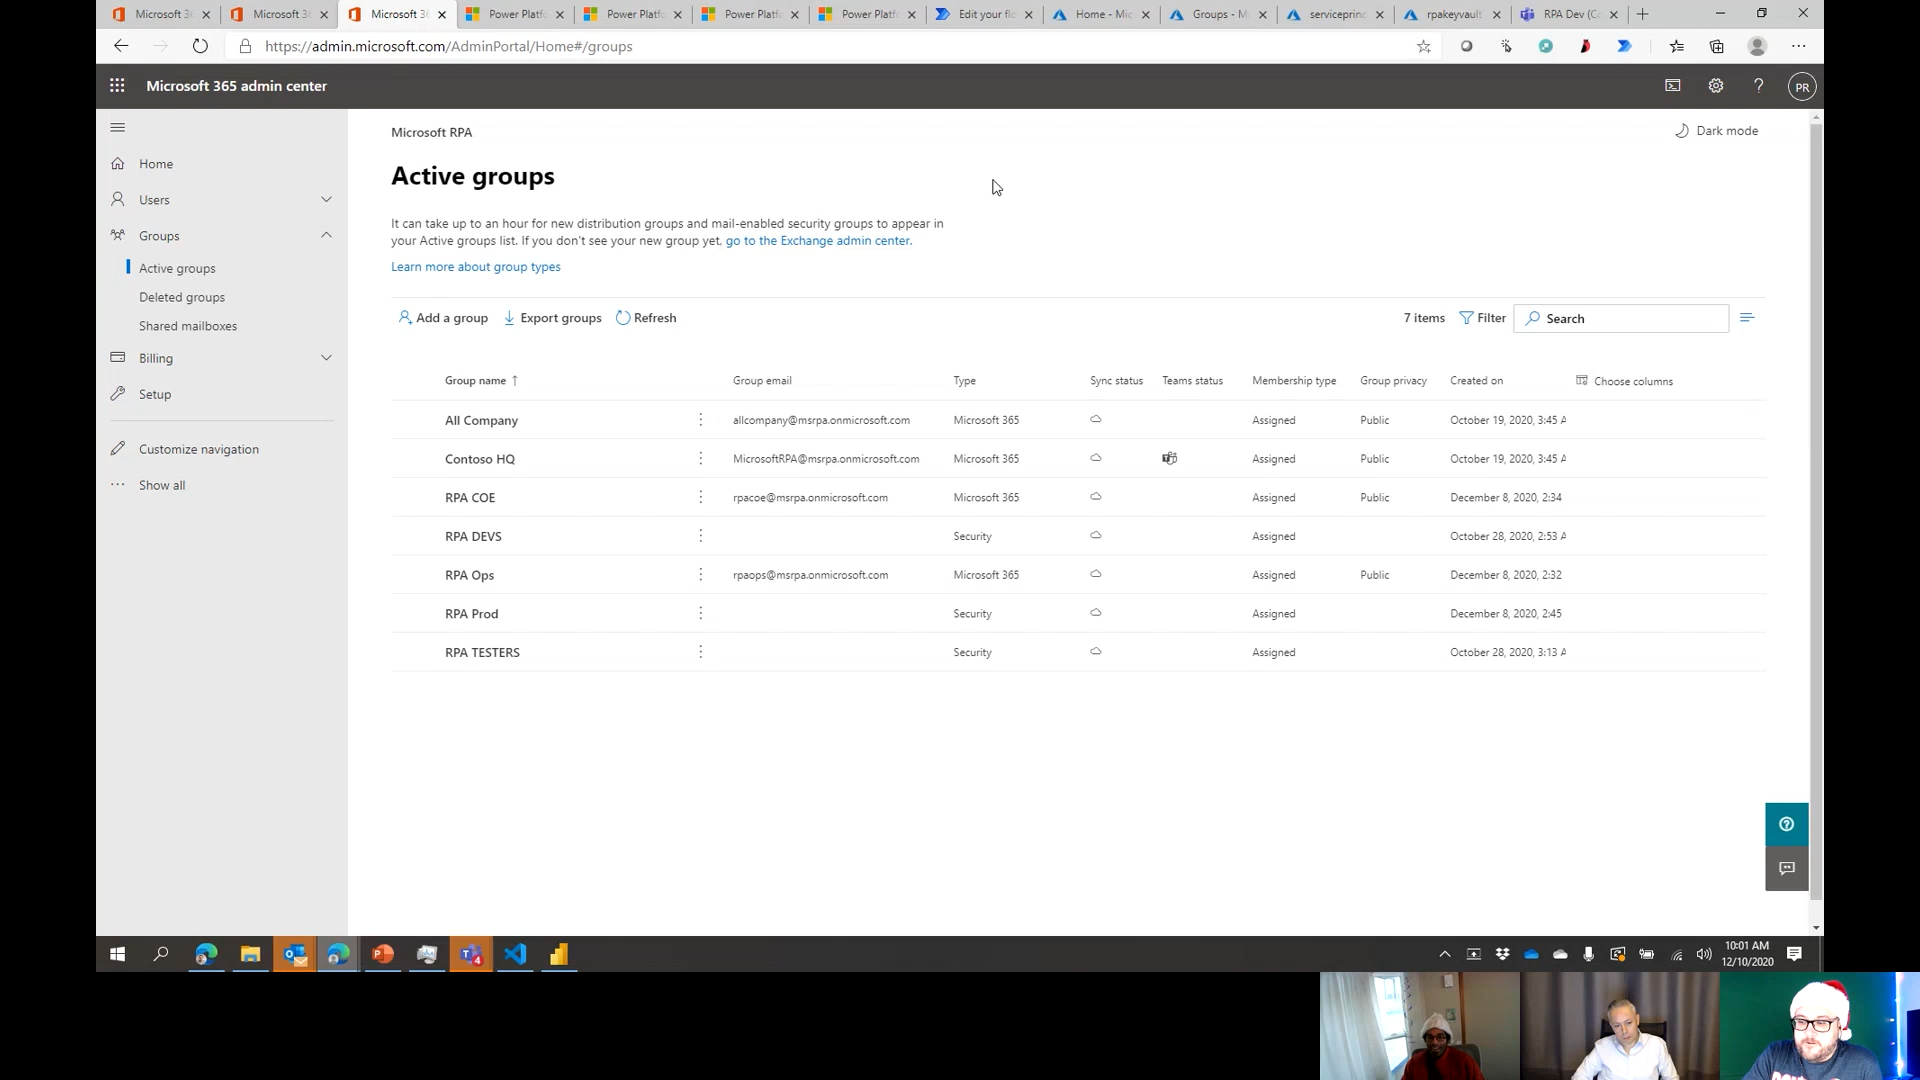 Microsoft 3
Microsoft 3
Microsoft 3
Power Platf
Power Platf
Power Platf
Power Platf
Edit your flo
Home - Mic
Groups - M
serviceprinc
rpakeyvault
RPA Dev (Co
https://admin.microsoft.com/AdminPortal/Home#/groups
Microsoft 365 admin center
PR
Home
Users
Groups
Active groups
Deleted groups
Shared mailboxes
Billing
Setup
Customize navigation
Show all
Microsoft RPA
Dark mode
Active groups
It can take up to an hour for new distribution groups and mail-enabled security groups to appear in
your Active groups list. If you don't see your new group yet, go to the Exchange admin center.
Learn more about group types
Add a group Export groups Refresh 7 items Filter Search
Group name ↑ Group email Type Sync status Teams status Membership type Group privacy Created on Choose columns
All Company allcompany@msrpa.onmicrosoft.com Microsoft 365 Assigned Public October 19, 2020, 3:45 A
Contoso HQ MicrosoftRPA@msrpa.onmicrosoft.com Microsoft 365 Assigned Public October 19, 2020, 3:45 A
RPA COE rpacoe@msrpa.onmicrosoft.com Microsoft 365 Assigned Public December 8, 2020, 2:34
RPA DEVS Security Assigned October 28, 2020, 2:53 A
RPA Ops rpaops@msrpa.onmicrosoft.com Microsoft 365 Assigned Public December 8, 2020, 2:32
RPA Prod Security Assigned December 8, 2020, 2:45
RPA TESTERS Security Assigned October 28, 2020, 3:13 A
10:01 AM
12/10/2020